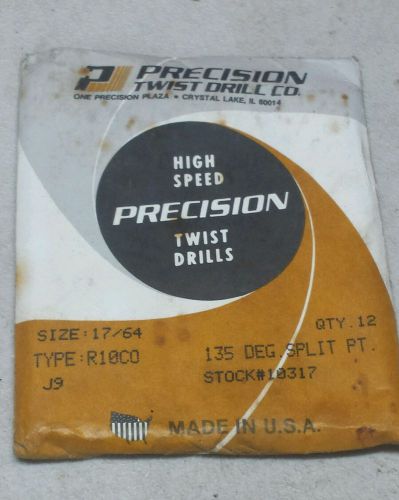 PRECISION
TWIST DRILL CO.
ONE PRECISION PLAZA • CRYSTAL LAKE, IL 60014
HIGH
SPEED
PRECISION
TWIST
DRILLS
SIZE:17/64
QTY.12
TYPE:R10CO
135 DEG.SPLIT PT.
J9
STOCK#10317
MADE IN U.S.A.